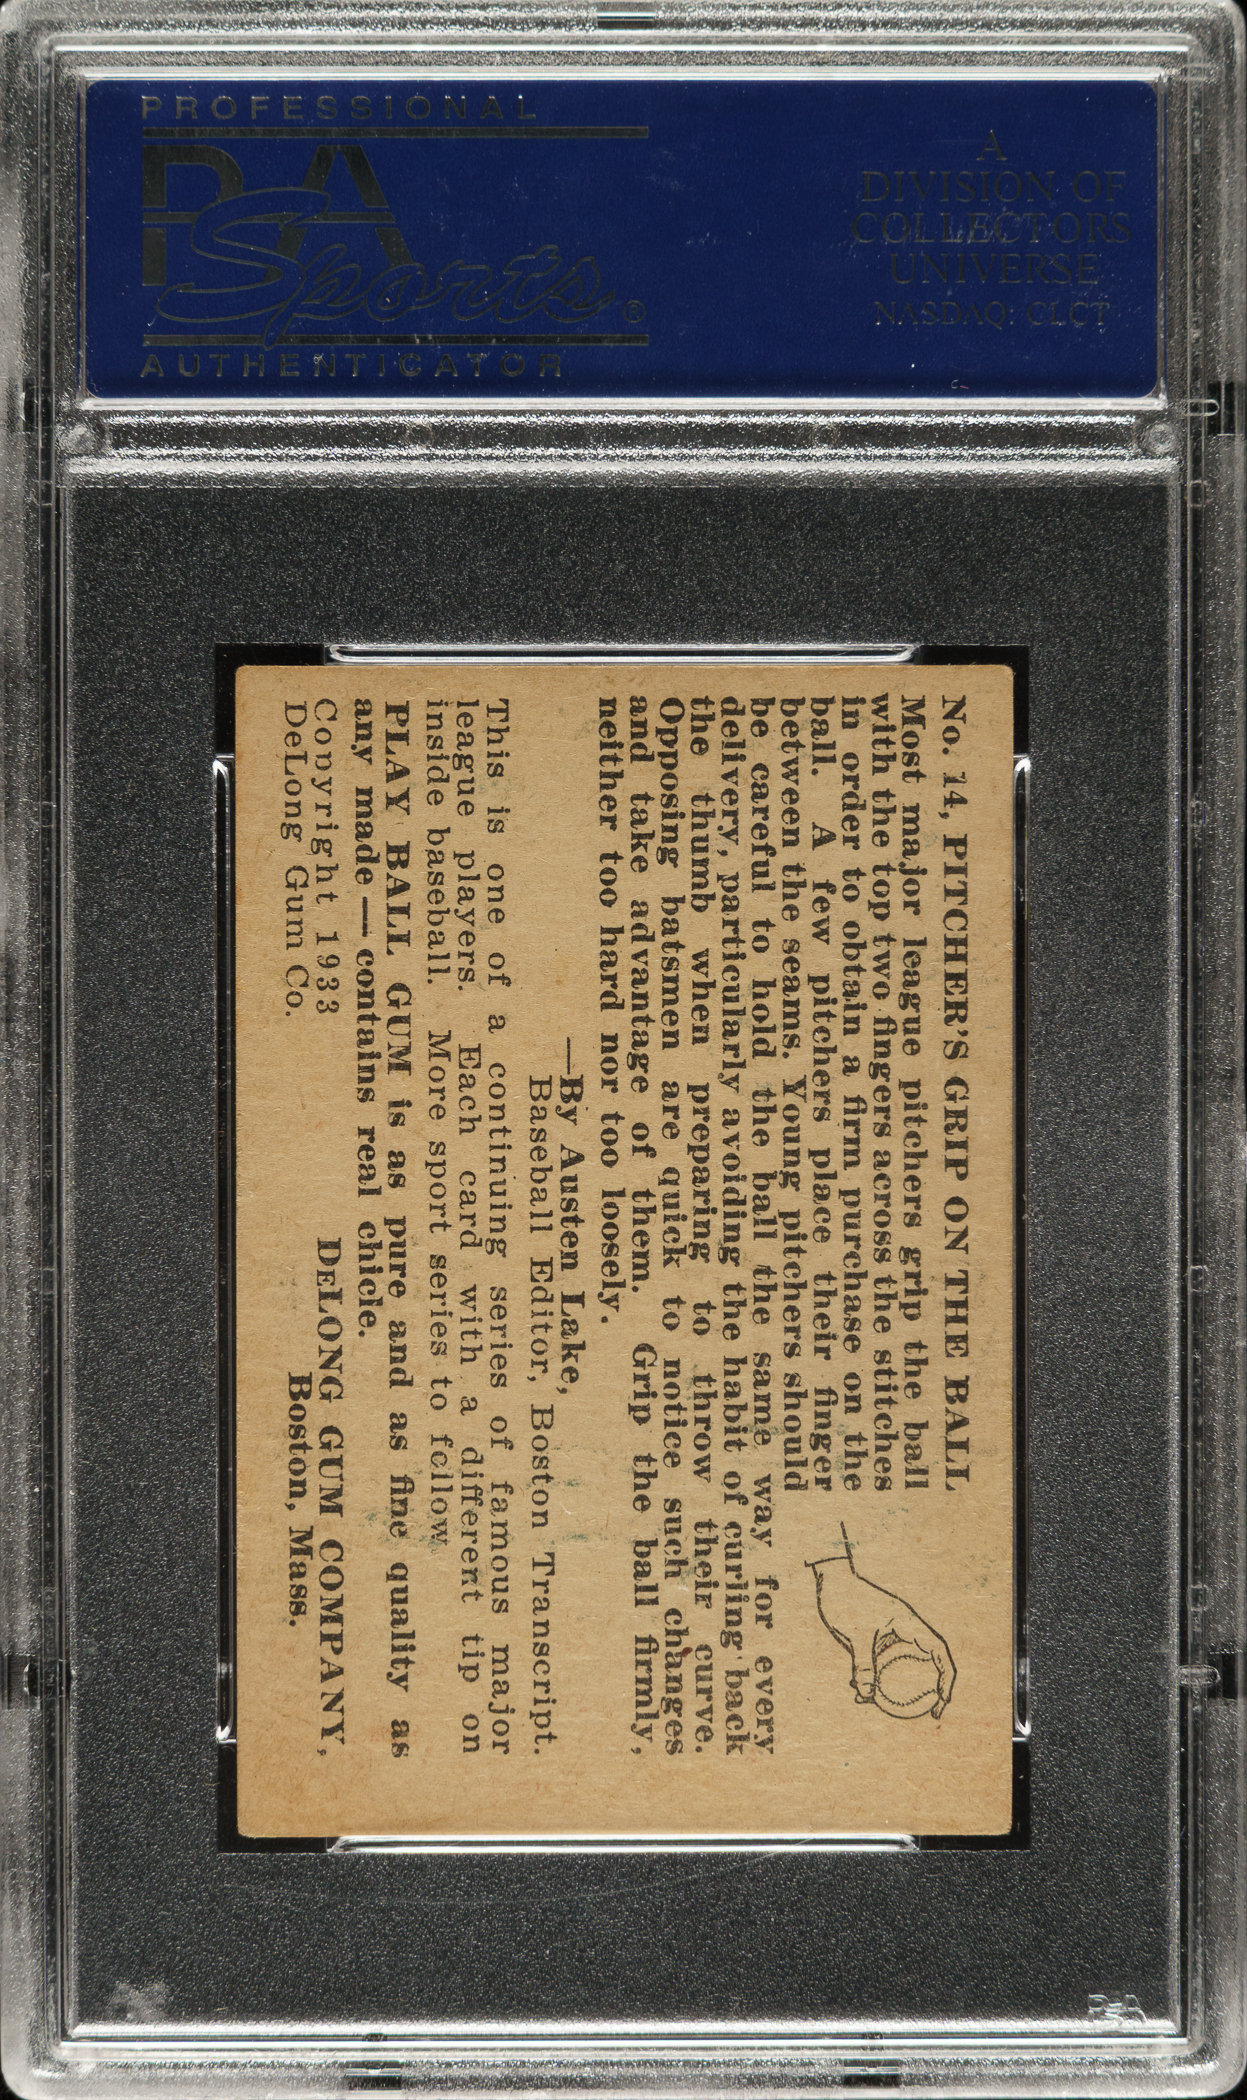 PROFESSIONAL
PSA
Sports®
AUTHENTICATOR
A
DIVISION OF
COLLECTORS
UNIVERSE
NASDAQ: CLCT
No. 14, PITCHER'S GRIP ON THE BALL
Most major league pitchers grip the ball
with the top two fingers across the stitches
in order to obtain a firm purchase on the
ball. A few pitchers place their finger
between the seams. Young pitchers should
be careful to hold the ball the same way for every
delivery, particularly avoiding the habit of curling back
the thumb when preparing to throw their curve.
Opposing batsmen are quick to notice such changes
and take advantage of them. Grip the ball firmly,
neither too hard nor too loosely.
—By Austen Lake,
Baseball Editor, Boston Transcript.
This is one of a continuing series of famous major
league players. Each card with a different tip on
inside baseball. More sport series to follow
PLAY BALL GUM is as pure and as fine quality as
any made — contains real chicle.
DELONG GUM COMPANY,
Boston, Mass.
Copyright 1933
DeLong Gum Co.
PSA